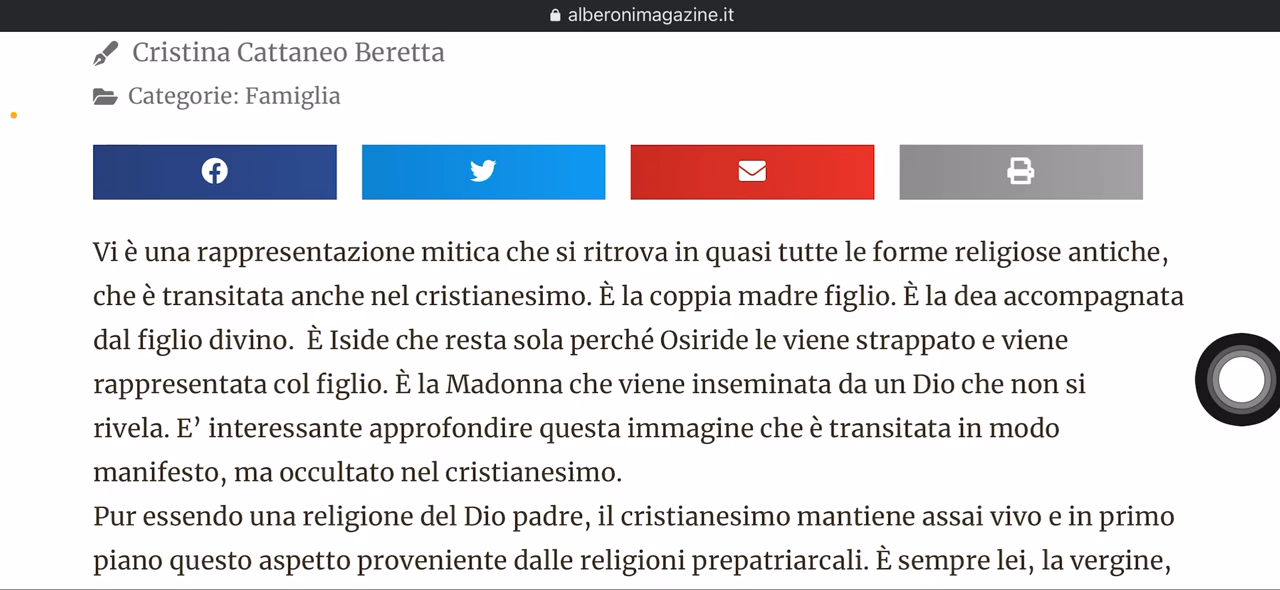 alberonimagazine.it
Cristina Cattaneo Beretta
Categorie: Famiglia
Vi è una rappresentazione mitica che si ritrova in quasi tutte le forme religiose antiche,
che è transitata anche nel cristianesimo. È la coppia madre figlio. È la dea accompagnata
dal figlio divino.  È Iside che resta sola perché Osiride le viene strappato e viene
rappresentata col figlio. È la Madonna che viene inseminata da un Dio che non si
rivela. E’ interessante approfondire questa immagine che è transitata in modo
manifesto, ma occultato nel cristianesimo.
Pur essendo una religione del Dio padre, il cristianesimo mantiene assai vivo e in primo
piano questo aspetto proveniente dalle religioni prepatriarcali. È sempre lei, la vergine,